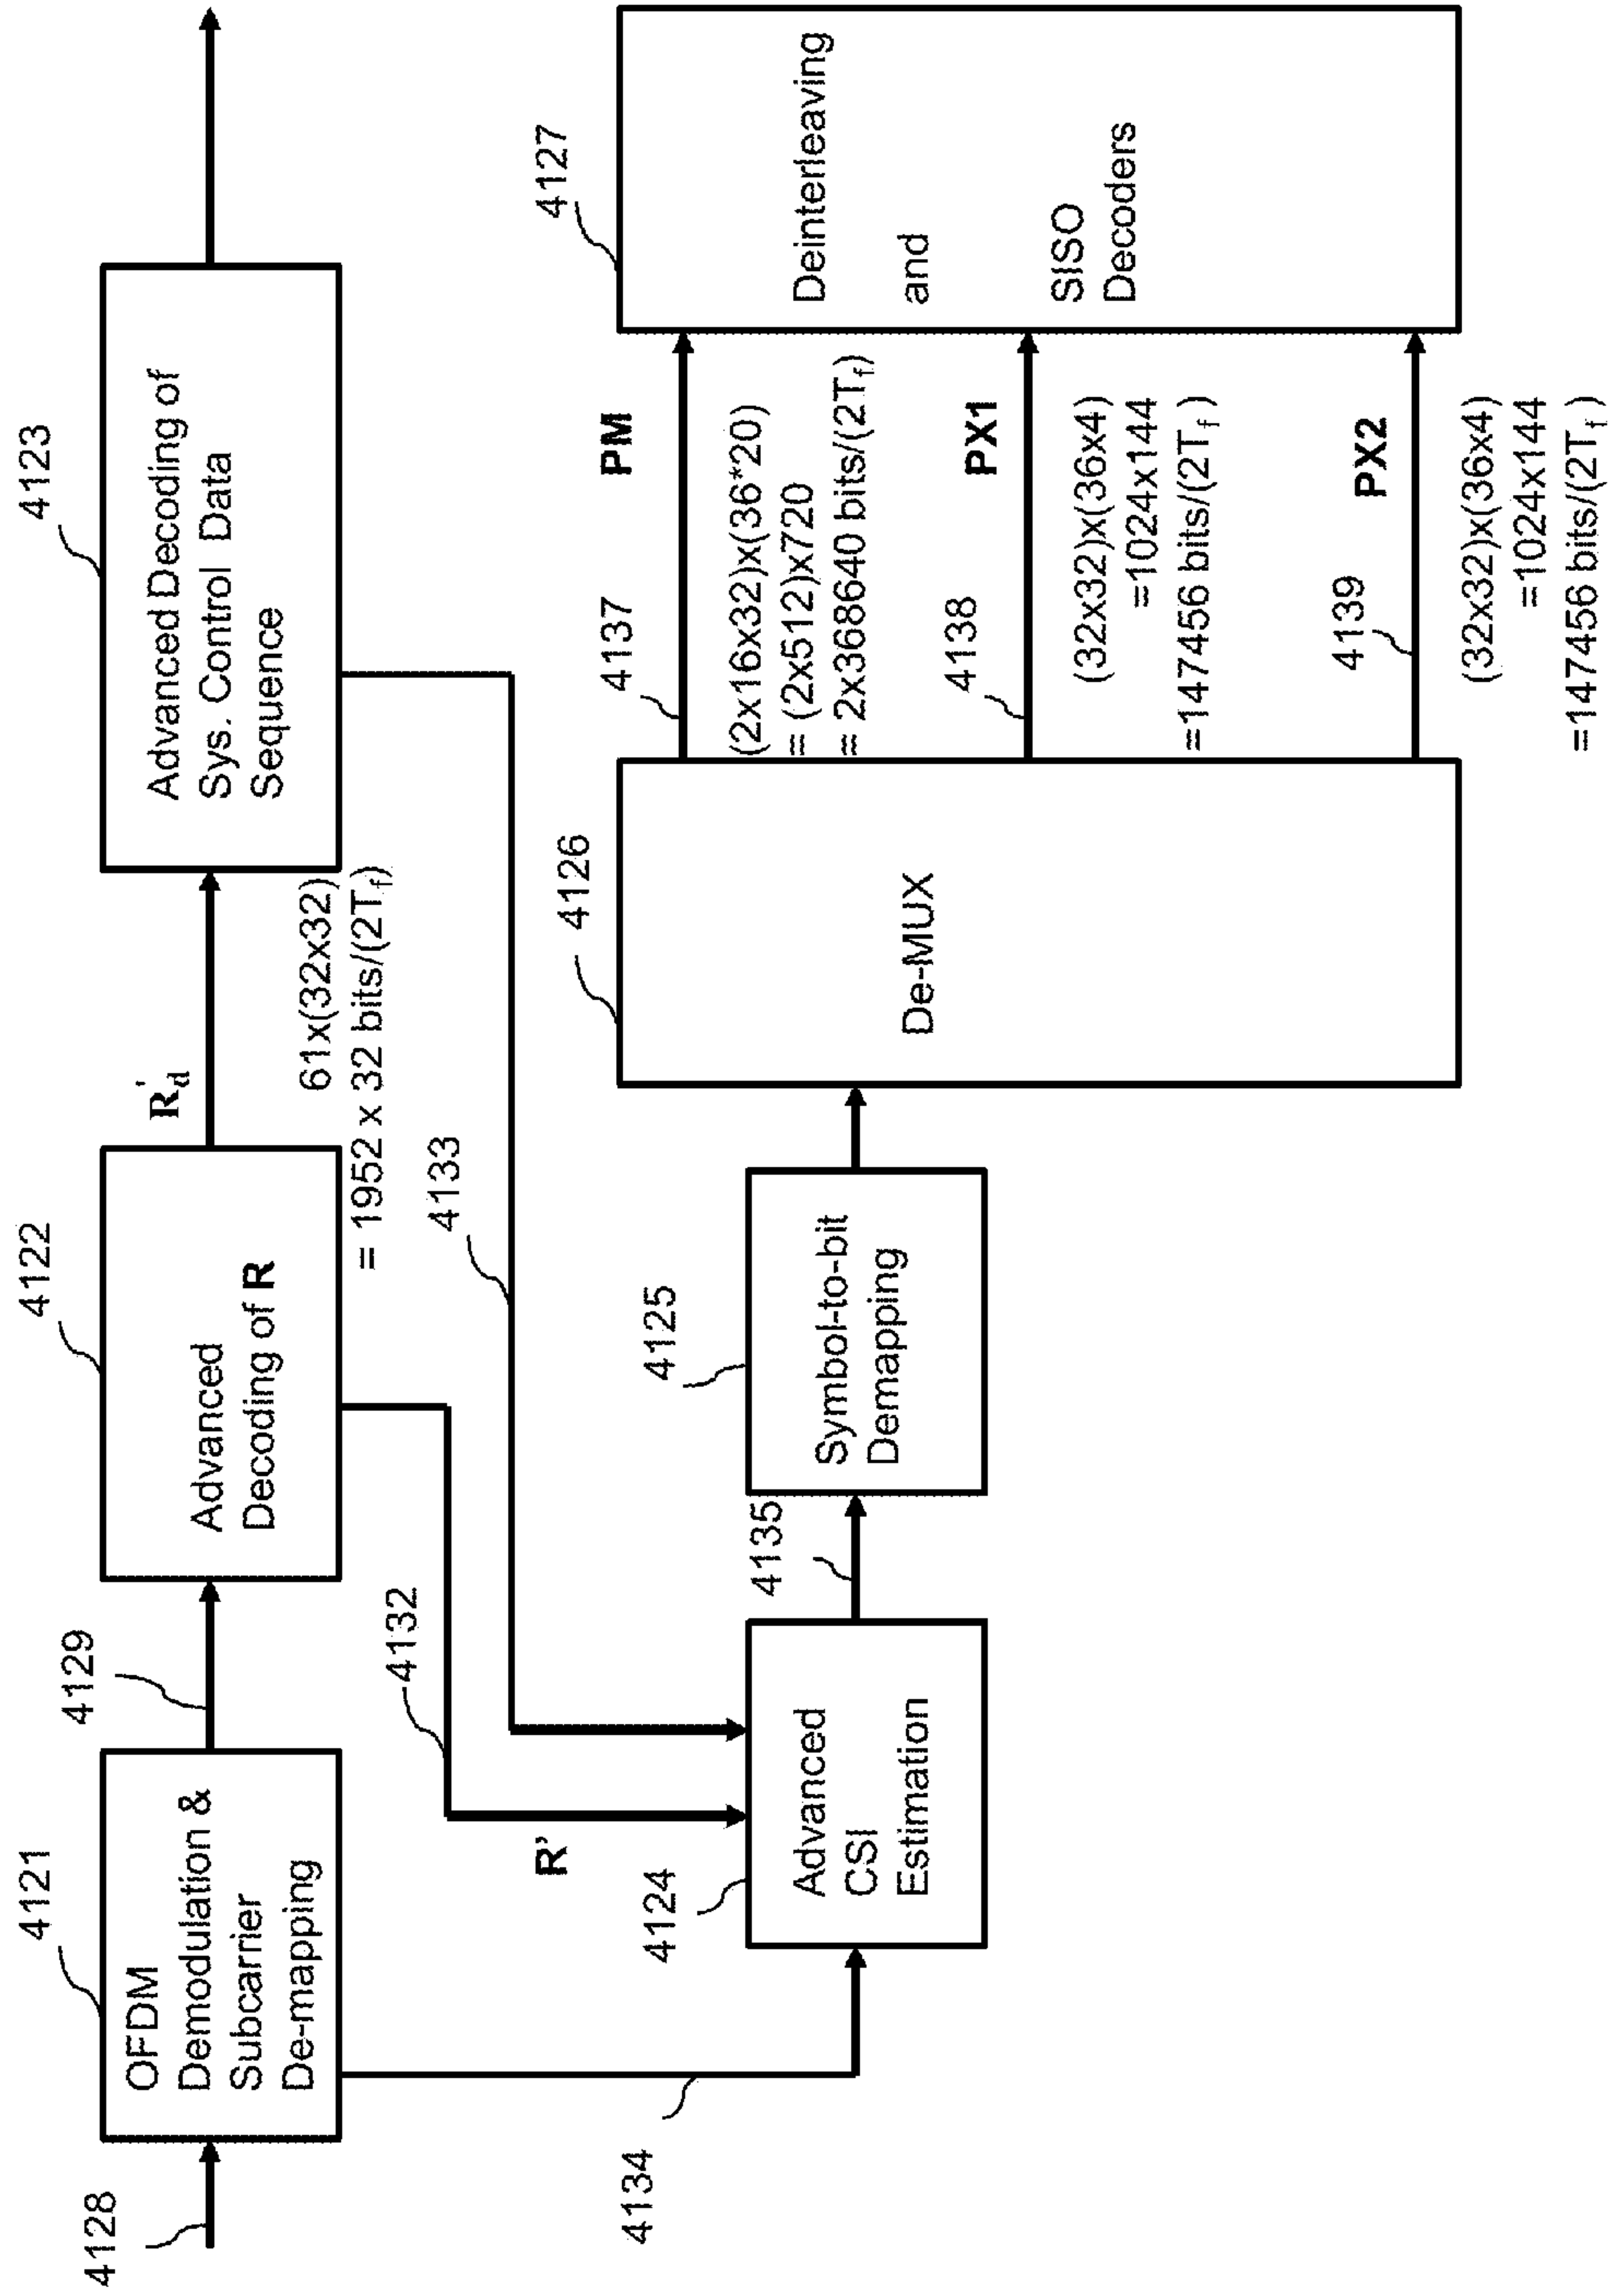 4121
OFDM
Demodulation &
Subcarrier
De-mapping
4128
4129
4122
Advanced
Decoding of R
R'd
61x(32x32)
= 1952 x 32 bits/(2Tf)
4123
Advanced Decoding of
Sys. Control Data
Sequence
4132
4133
R’
4134
4124
Advanced
CSI
Estimation
4135
4125
Symbol-to-bit
Demapping
4126
De-MUX
4137
PM
(2x16x32)x(36*20)
= (2x512)x720
= 2x368640 bits/(2Tf)
4138
PX1
(32x32)x(36x4)
=1024x144
=147456 bits/(2Tf)
4139
PX2
(32x32)x(36x4)
=1024x144
=147456 bits/(2Tf)
4127
Deinterleaving
and
SISO
Decoders